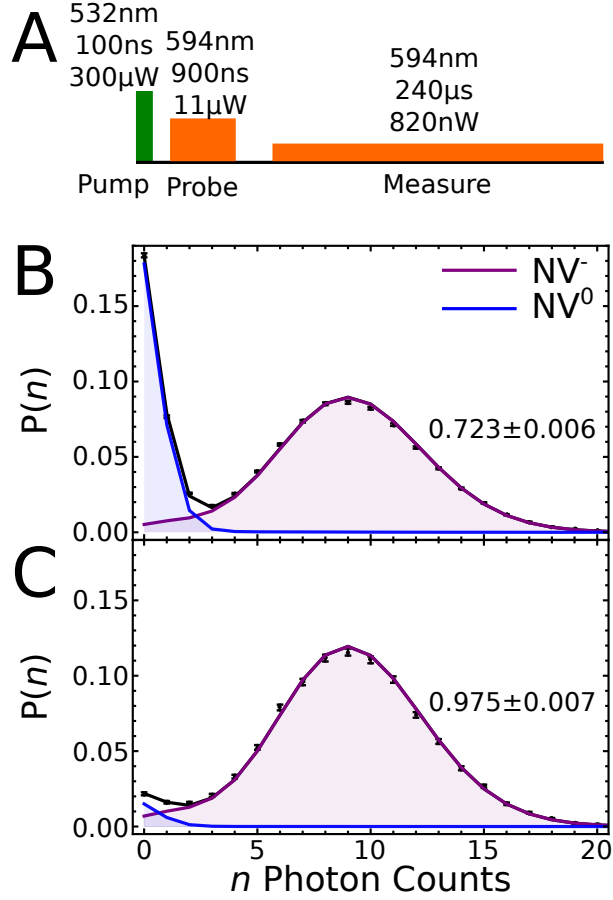 A
532nm
100ns
300µW
594nm
900ns
11µW
594nm
240µs
820nW
Pump
Probe
Measure
B
NV⁻
NV⁰
0.15
0.10
0.05
0.00
P(n)
0.723±0.006
C
0.15
0.10
0.05
0.00
P(n)
0.975±0.007
0 5 10 15 20
n Photon Counts